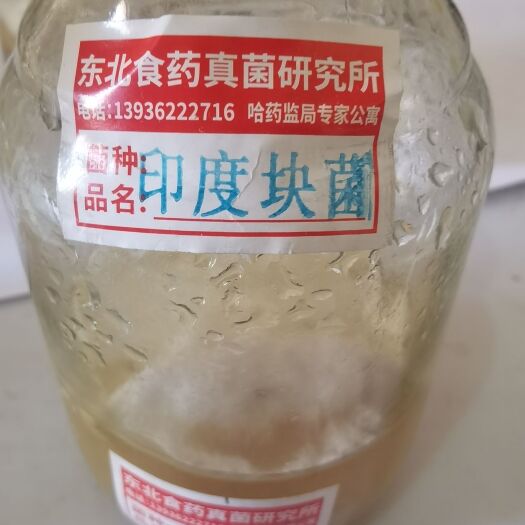 东北食药真菌研究所
电话:13936222716 哈药监局专家公寓
菌种:
品名: 印度块菌
东北食药真菌研究所